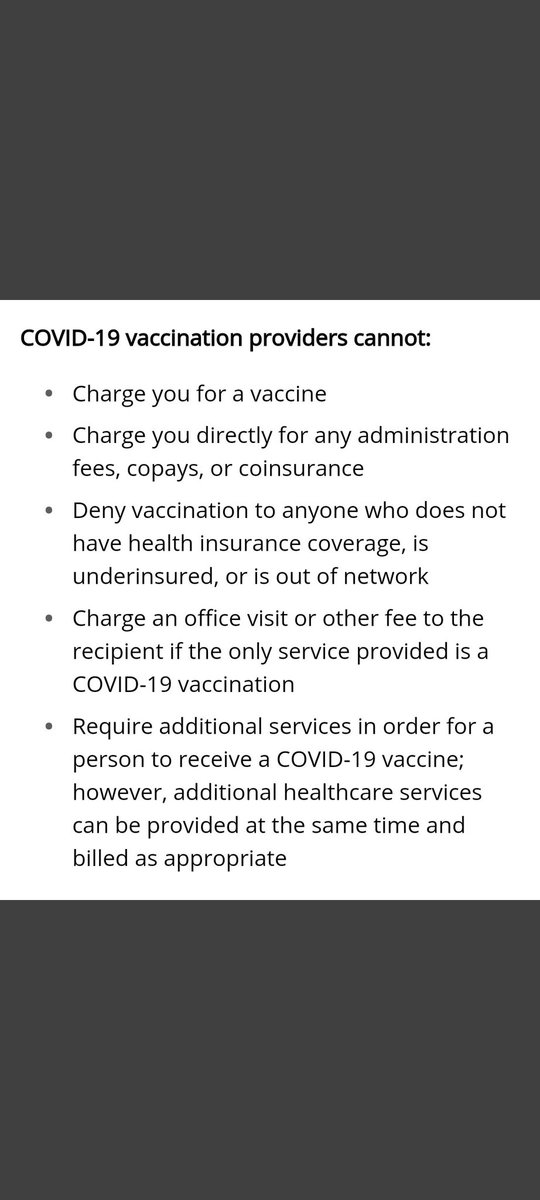 COVID-19 vaccination providers cannot:
• Charge you for a vaccine
• Charge you directly for any administration
fees, copays, or coinsurance
• Deny vaccination to anyone who does not
have health insurance coverage, is
underinsured, or is out of network
• Charge an office visit or other fee to the
recipient if the only service provided is a
COVID-19 vaccination
• Require additional services in order for a
person to receive a COVID-19 vaccine;
however, additional healthcare services
can be provided at the same time and
billed as appropriate